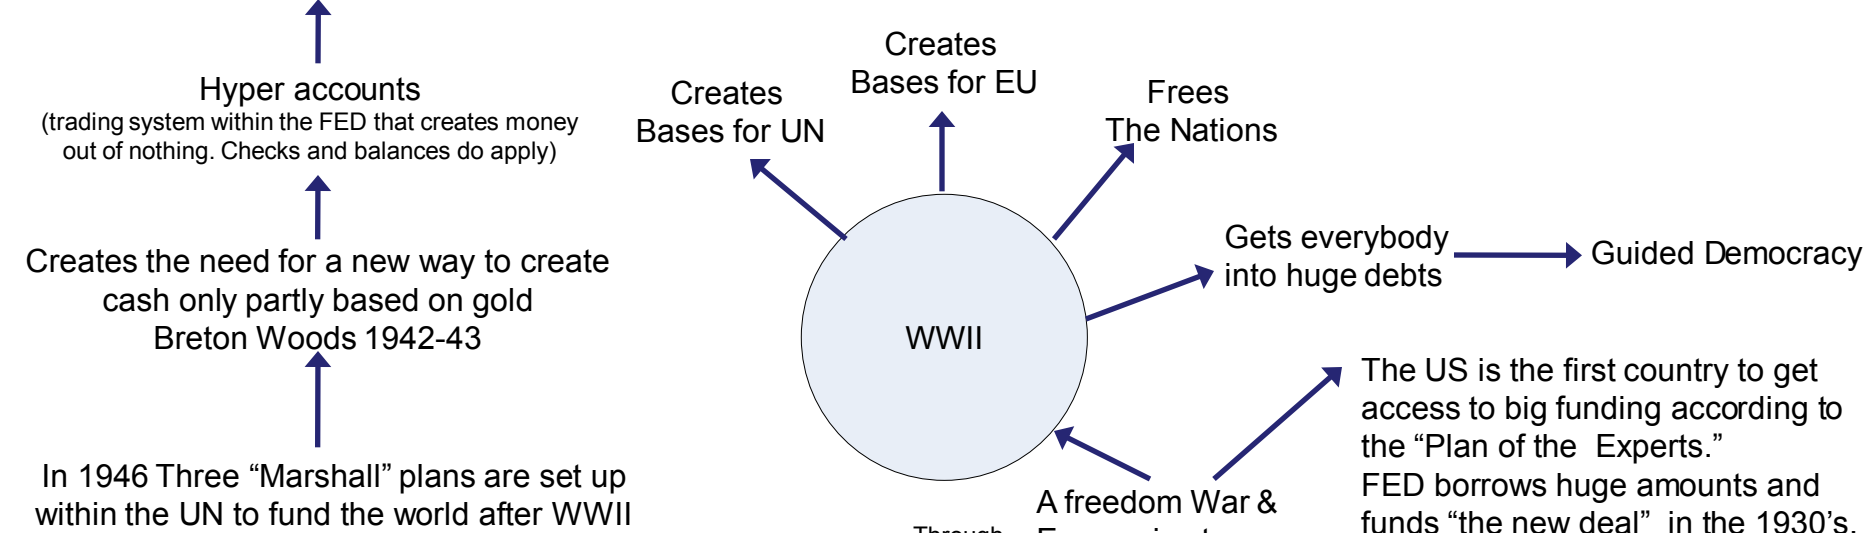 Hyper accounts
(trading system within the FED that creates money
out of nothing. Checks and balances do apply)
Creates the need for a new way to create
cash only partly based on gold
Breton Woods 1942-43
In 1946 Three “Marshall” plans are set up
within the UN to fund the world after WWII
Creates
Bases for UN
Creates
Bases for EU
Frees
The Nations
Gets everybody
into huge debts
Guided Democracy
WWII
The US is the first country to get
access to big funding according to
the “Plan of the Experts.”
FED borrows huge amounts and
funds “the new deal” in the 1930’s.
A freedom War &
Through